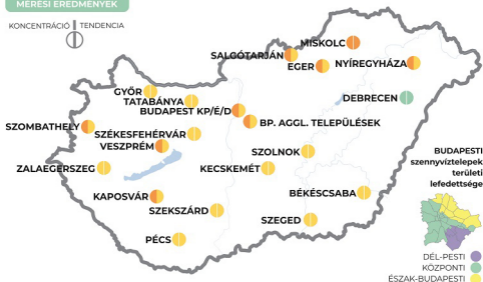 MÉRÉSI EREDMÉNYEK
KONCENTRÁCIÓ TENDENCIA
MISKOLC
SALGÓTARJÁN
EGER
NYÍREGYHÁZA
GYŐR
TATABÁNYA
DEBRECEN
BUDAPEST KP/É/D
BP. AGGL. TELEPÜLÉSEK
SZOMBATHELY
SZÉKESFEHÉRVÁR
VESZPRÉM
SZOLNOK
ZALAEGERSZEG
KECSKEMÉT
KAPOSVÁR
BÉKÉSCSABA
SZEKSZÁRD
SZEGED
PÉCS
BUDAPESTI
szennyvíztelepek
területi
lefedettsége
DÉL-PESTI
KÖZPONTI
ÉSZAK-BUDAPESTI